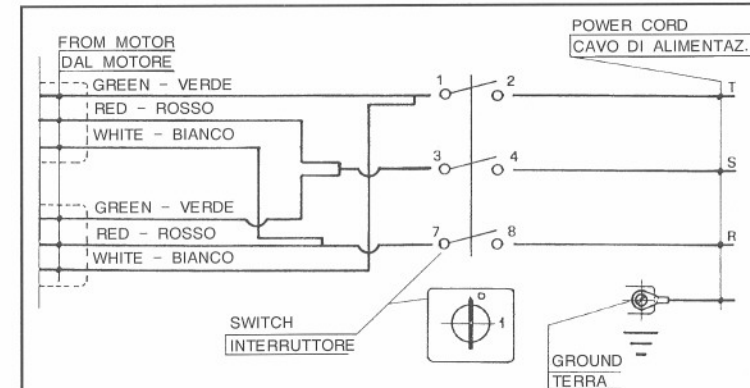 FROM MOTOR
DAL MOTORE
GREEN - VERDE
RED - ROSSO
WHITE - BIANCO
GREEN - VERDE
RED - ROSSO
WHITE - BIANCO
1
2
3
4
7
8
POWER CORD
CAVO DI ALIMENTAZ.
T
S
R
SWITCH
INTERRUTTORE
0
1
GROUND
TERRA